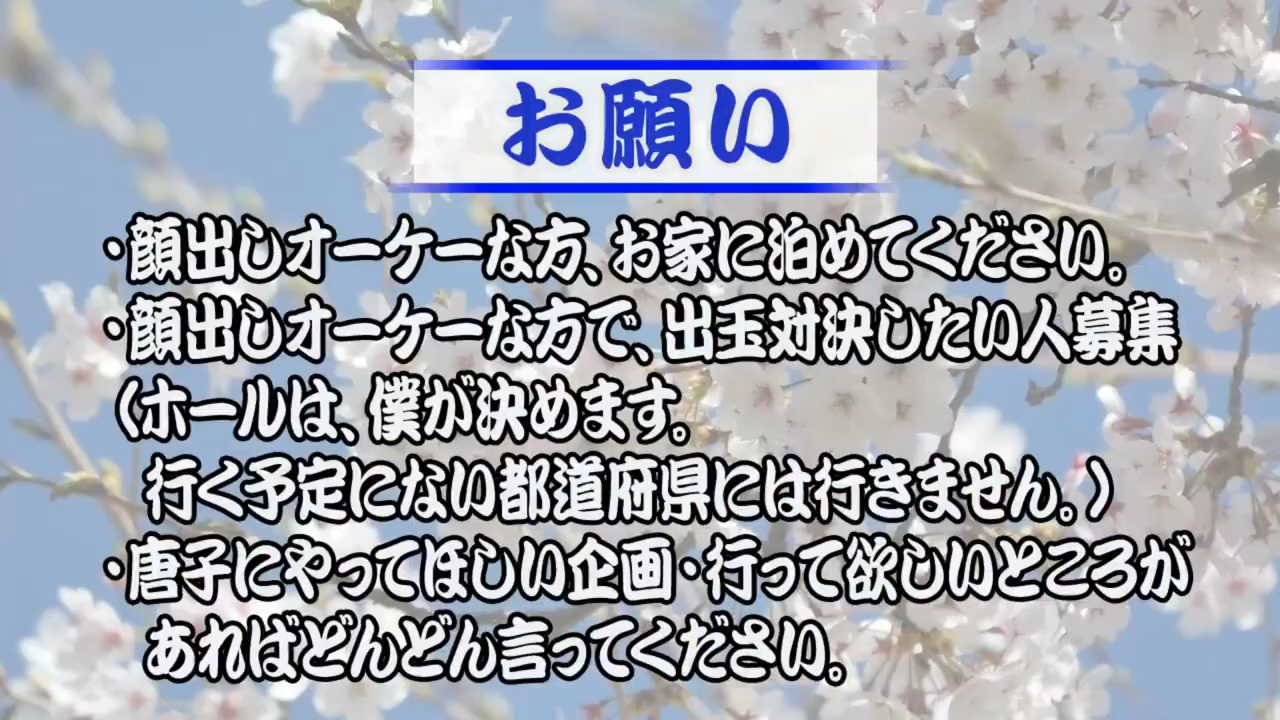 お願い
・顔出しオーケーな方、お家に泊めてください。
・顔出しオーケーな方で、出玉対決したい人募集
（ホールは、僕が決めます。
行く予定にない都道府県には行きません。）
・唐子にやってほしい企画・行って欲しいところが
あればどんどん言ってください。